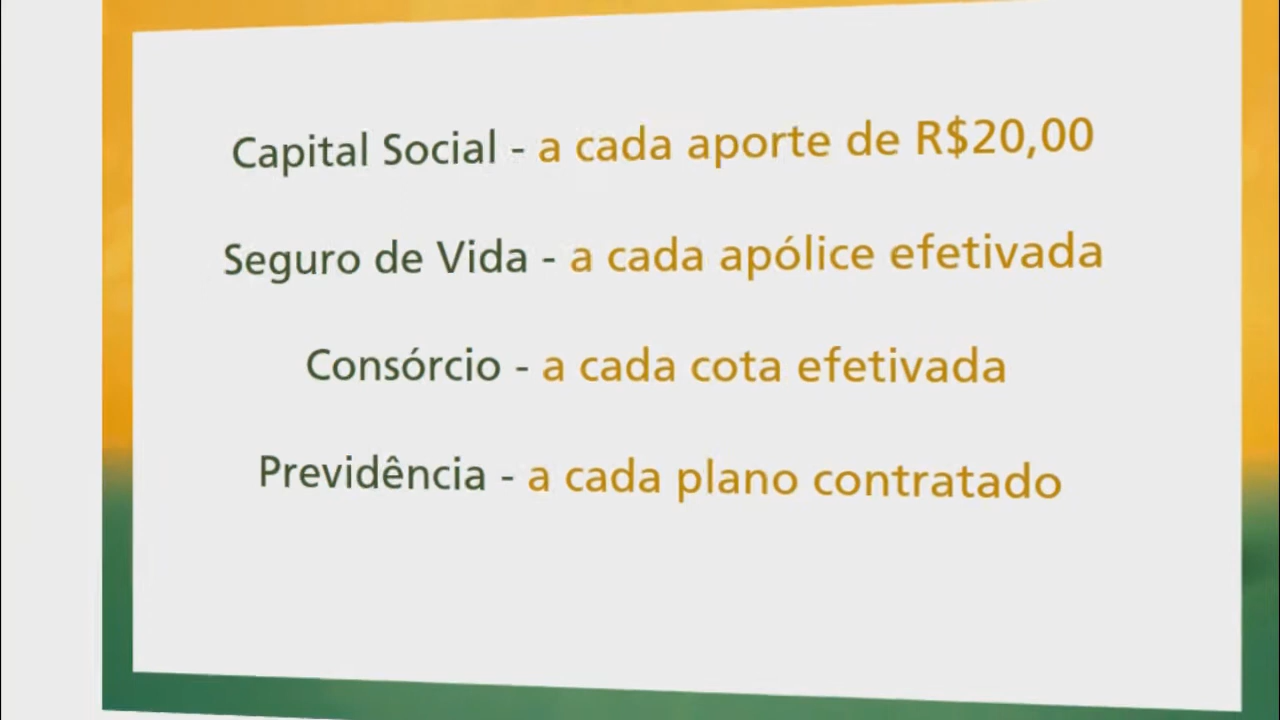 Capital Social - a cada aporte de R$20,00
Seguro de Vida - a cada apólice efetivada
Consórcio - a cada cota efetivada
Previdência - a cada plano contratado